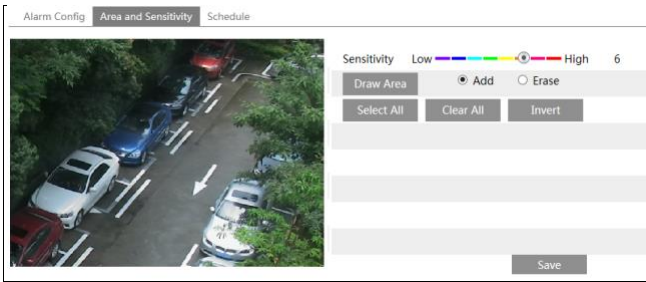 Alarm Config Area and Sensitivity Schedule
Sensitivity Low High 6
Draw Area Add Erase
Select All Clear All Invert
Save